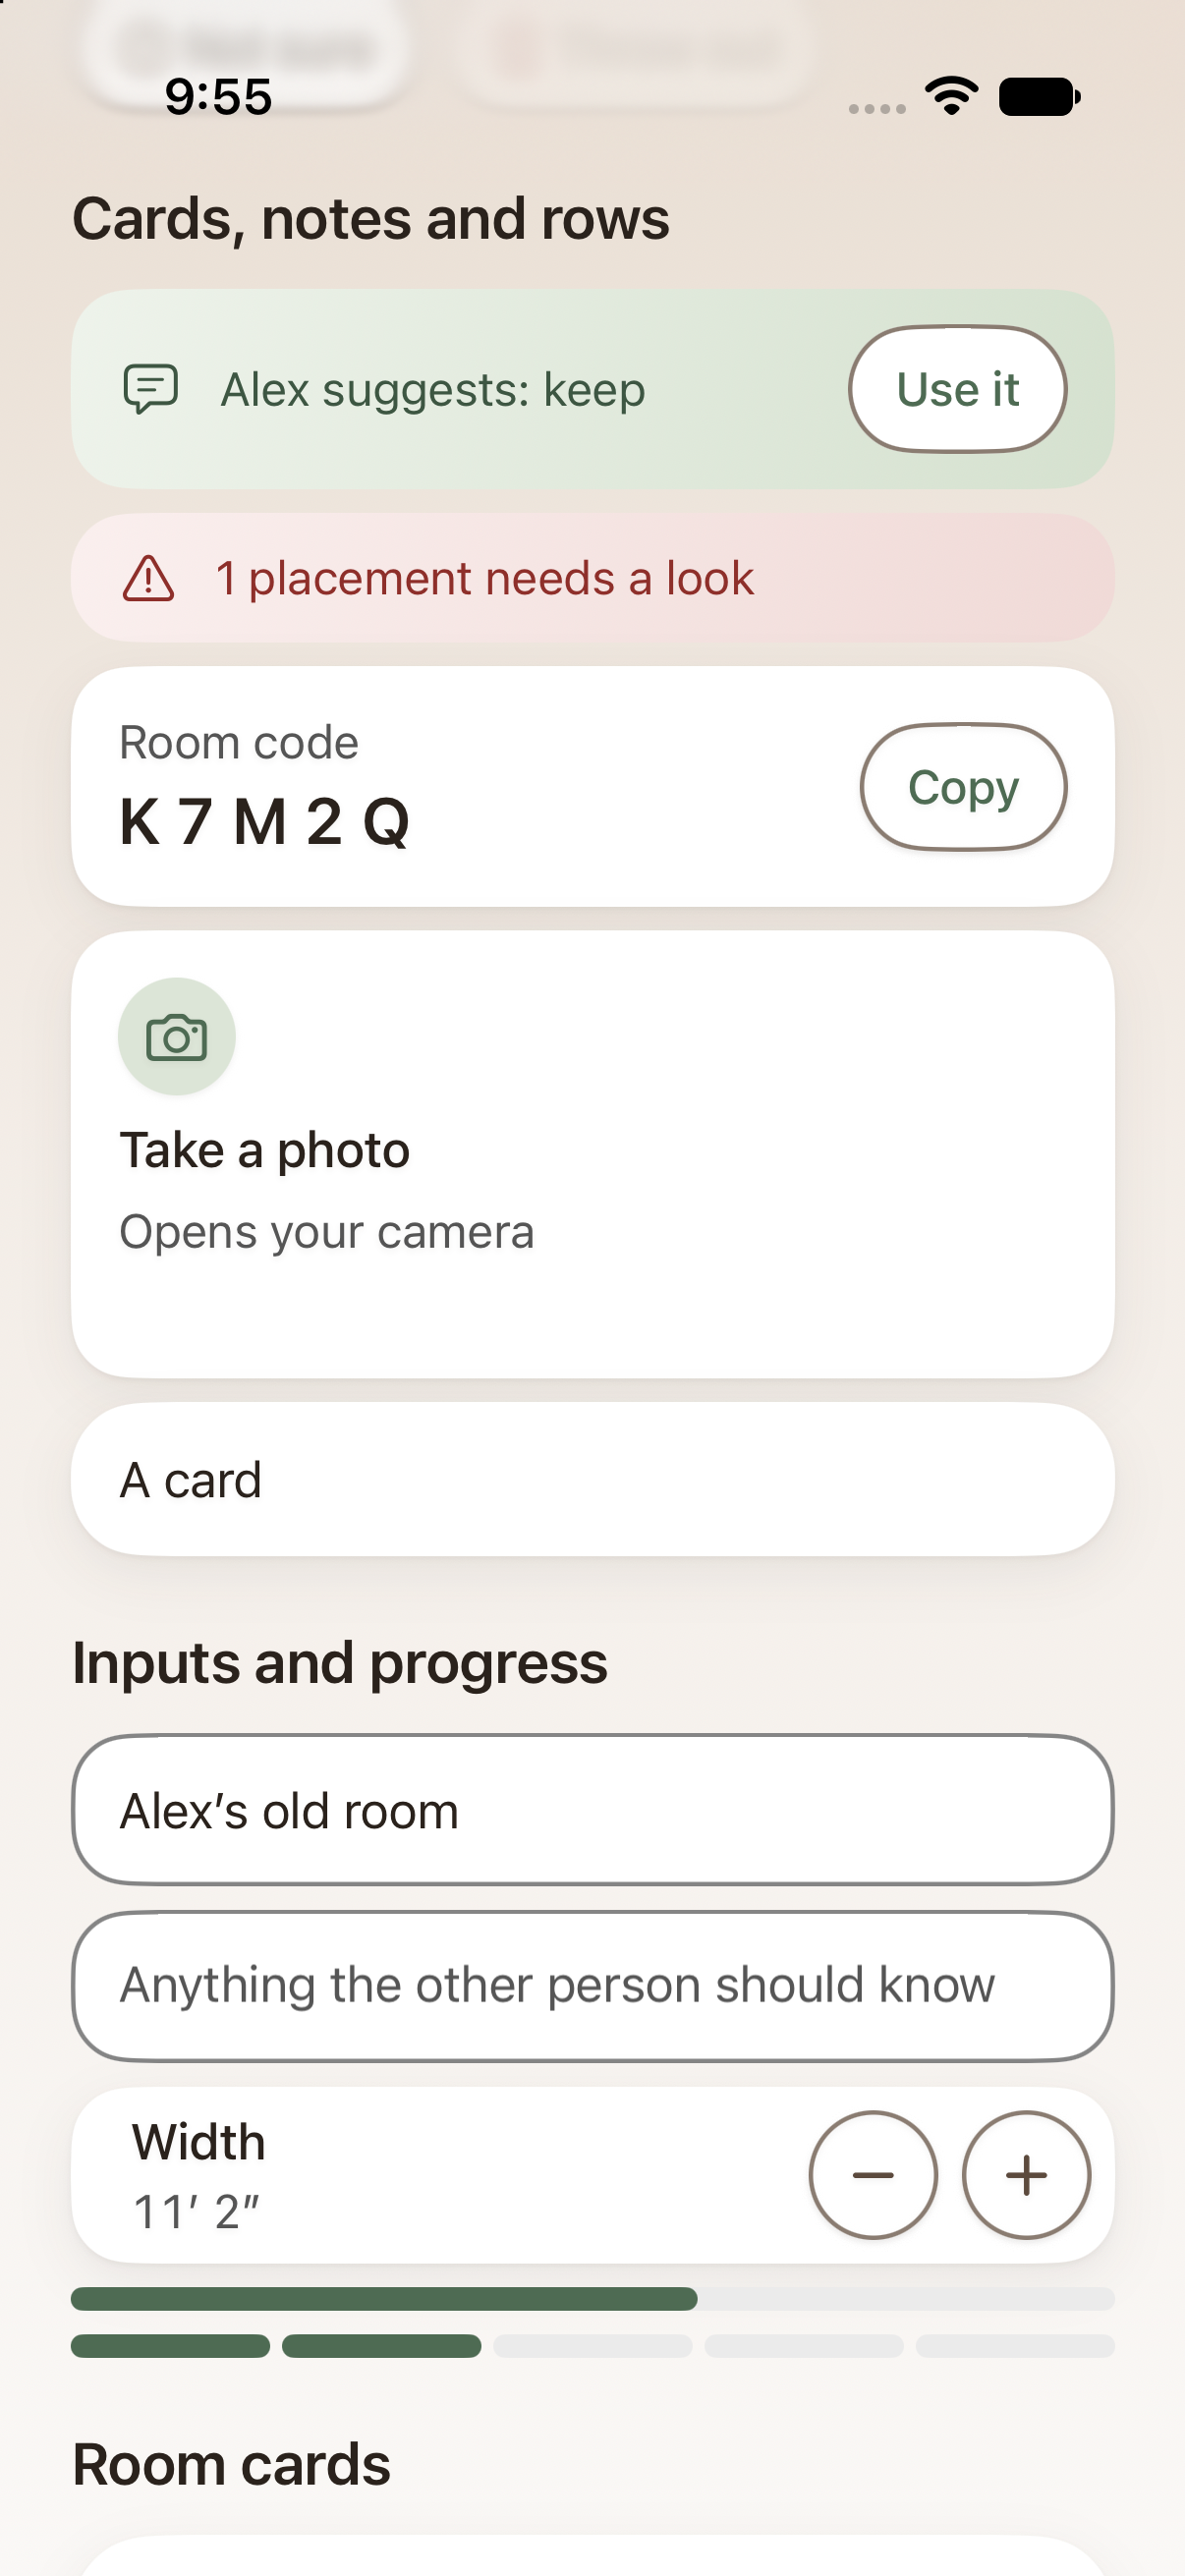 Not sure
9:55
Cards, notes and rows
Alex suggests: keep
Use it
1 placement needs a look
Room code
K 7 M 2 Q
Copy
Take a photo
Opens your camera
A card
Inputs and progress
Alex’s old room
Anything the other person should know
Width
11′ 2″
Room cards